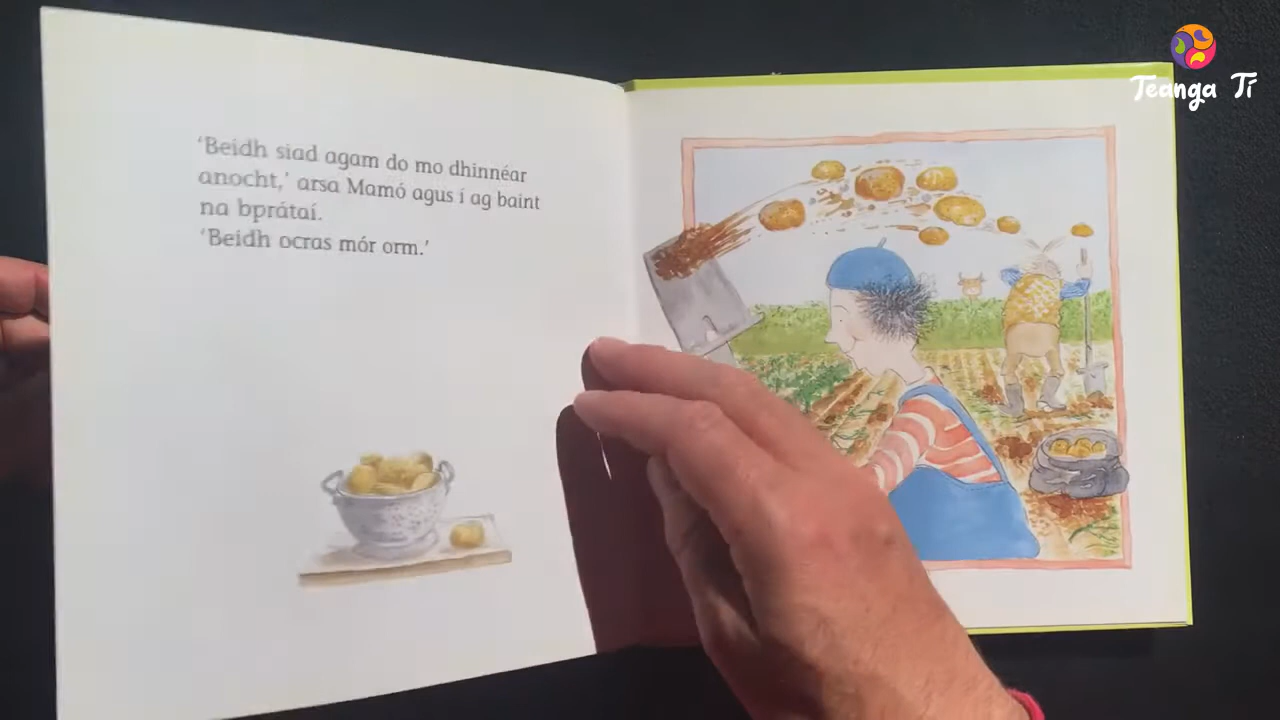 ‘Beidh siad agam do mo dhinnéar
anocht,’ arsa Mamó agus í ag baint
na bprátaí.
‘Beidh ocras mór orm.’
Teanga Tí